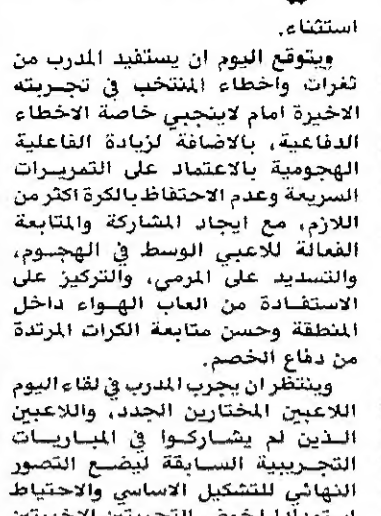 استثناء.
ويتوقع اليوم ان يستفيد المدرب من
ثغرات واخطاء المنتخب في تجربته
الاخيرة امام لاينجبي خاصة الاخطاء
الدفاعية، بالاضافة لزيادة الفاعلية
الهجومية بالاعتماد على التمريرات
السريعة وعدم الاحتفاظ بالكرة اكثر من
اللازم، مع ايجاد المشاركة والمتابعة
الفعالة للاعبي الوسط في الهجوم،
والتسديد على المرمى، والتركيز على
الاستفادة من العاب الهواء داخل
المنطقة وحسن متابعة الكرات المرتدة
من دفاع الخصم.
وينتظر ان يجرب المدرب في لقاء اليوم
اللاعبين المختارين الجدد، واللاعبين
الذين لم يشاركوا في المباريات
التجريبية السابقة ليضع التصور
النهائي للتشكيل الاساسي والاحتياط